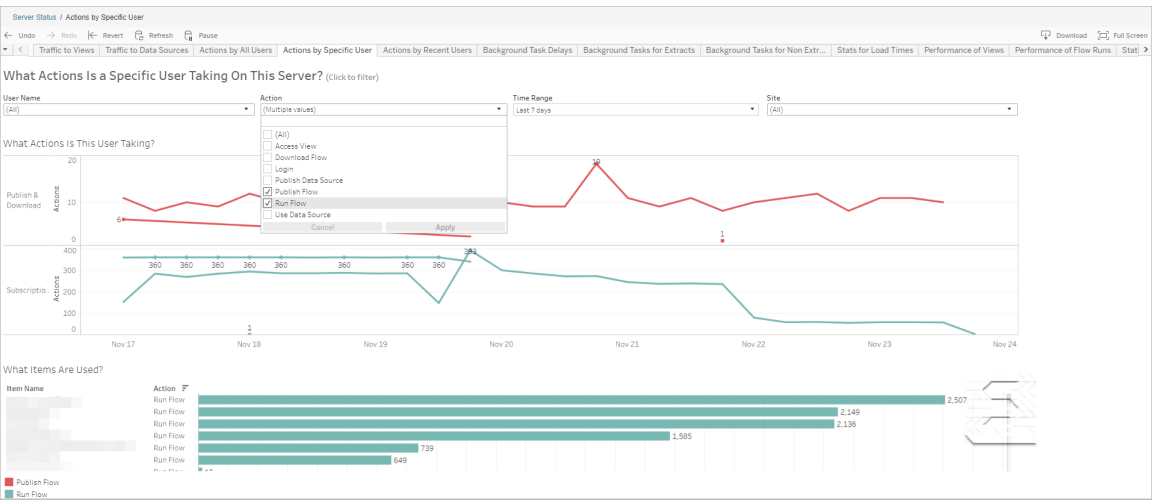 Server Status / Actions by Specific User
Undo Redo Revert Refresh Pause Download Full Screen
Traffic to Views Traffic to Data Sources Actions by All Users Actions by Specific User Actions by Recent Users Background Task Delays Background Tasks for Extracts Background Tasks for Non Extr... Stats for Load Times Performance of Views Performance of Flow Runs Stat
What Actions Is a Specific User Taking On This Server? (Click to filter)
User Name Action Time Range Site
(All) (Multiple values) Last 7 days (All)
(All)
Access View
Download Flow
Login
Publish Data Source
Publish Flow
Run Flow
Use Data Source
Cancel Apply
What Actions Is This User Taking?
Publish &
Download
Actions
20
10
0
6
19
1
Subscriptio..
Actions
400
300
200
100
0
360 360 360 360 360 360 360 360
1
Nov 17 Nov 18 Nov 19 Nov 20 Nov 21 Nov 22 Nov 23 Nov 24
What Items Are Used?
Item Name Action
Run Flow 2,507
Run Flow 2,149
Run Flow 2,136
Run Flow 1,585
Run Flow 739
Run Flow 649
Run Flow
Publish Flow
Run Flow